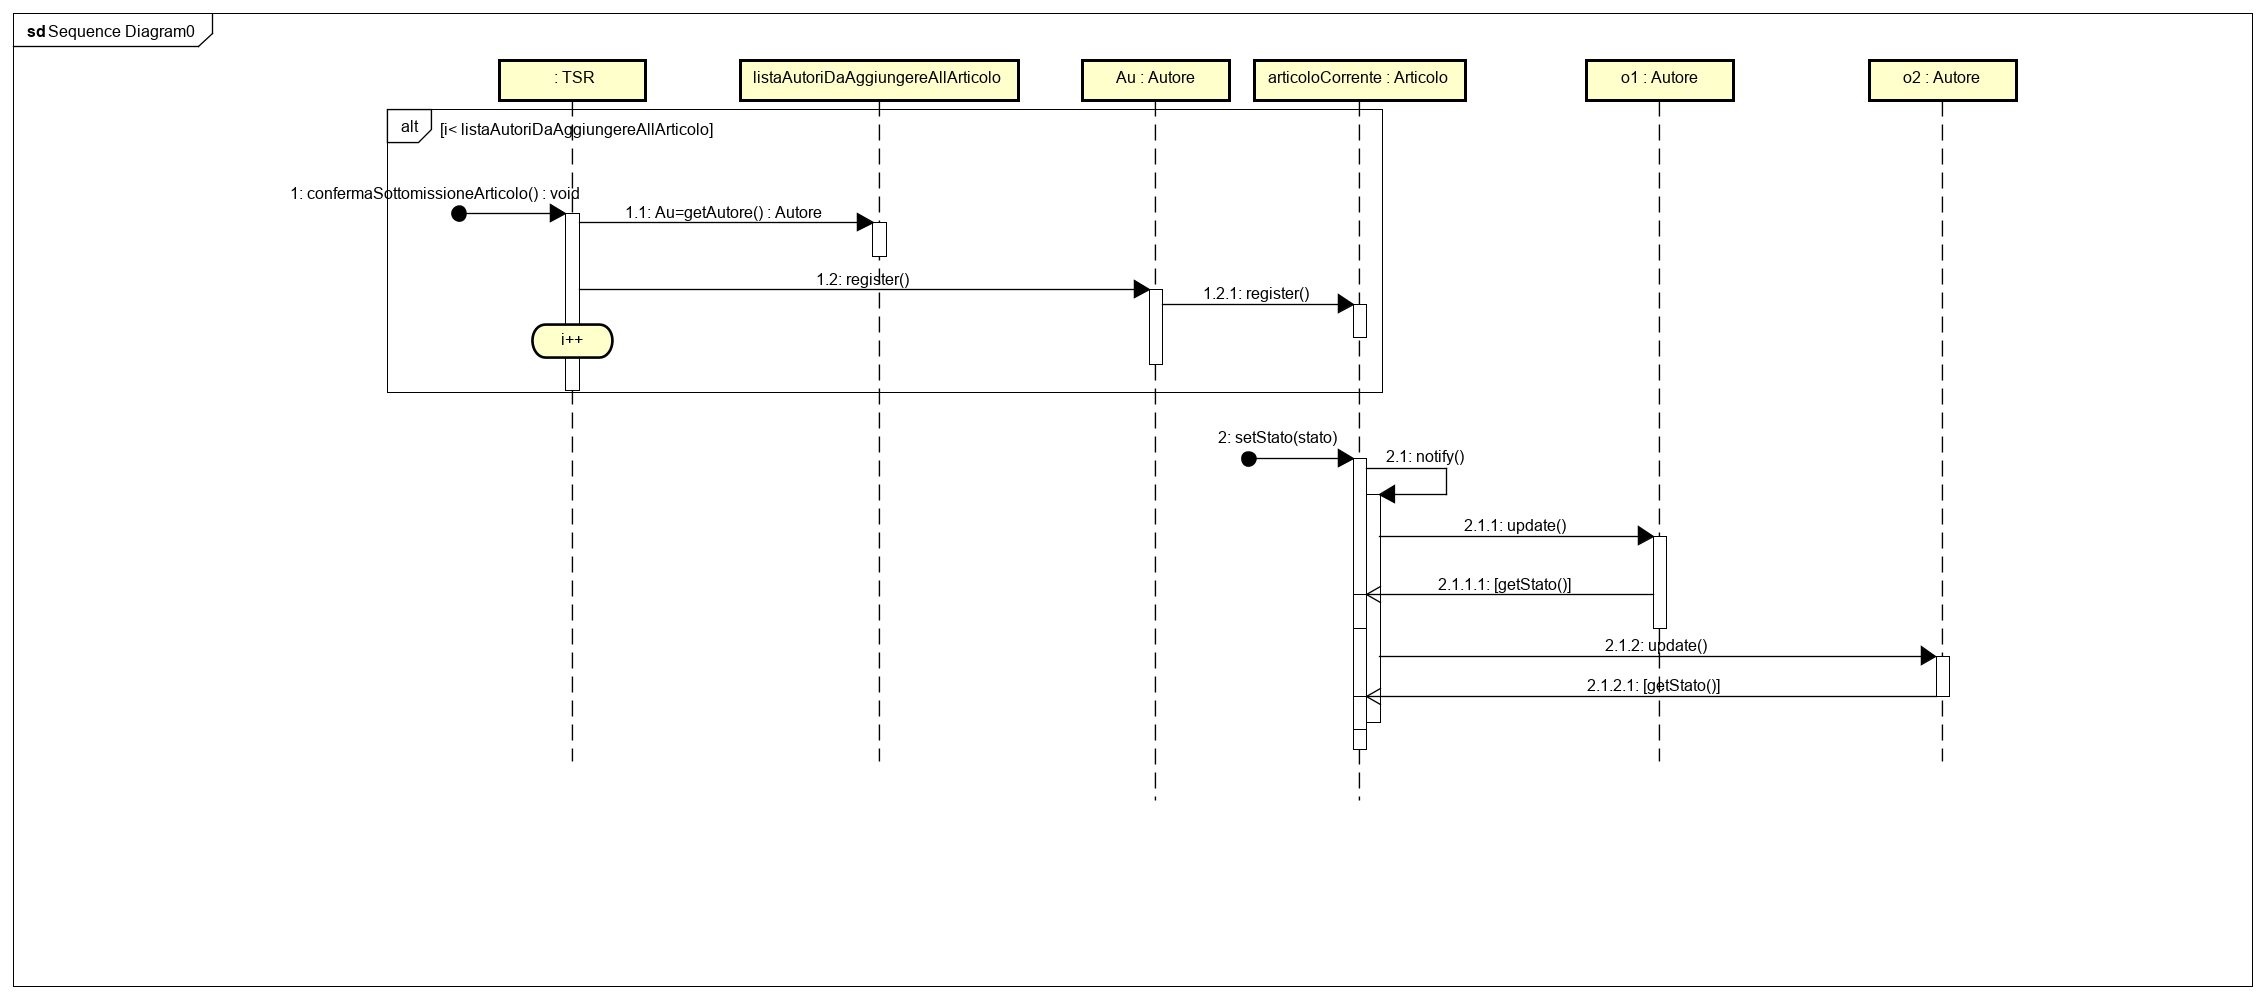 sd Sequence Diagram0
: TSR
listaAutoriDaAggiungereAllArticolo
Au : Autore
articoloCorrente : Articolo
o1 : Autore
o2 : Autore
alt
[i< listaAutoriDaAggiungereAllArticolo]
1: confermaSottomissioneArticolo() : void
1.1: Au=getAutore() : Autore
1.2: register()
1.2.1: register()
i++
2: setStato(stato)
2.1: notify()
2.1.1: update()
2.1.1.1: [getStato()]
2.1.2: update()
2.1.2.1: [getStato()]